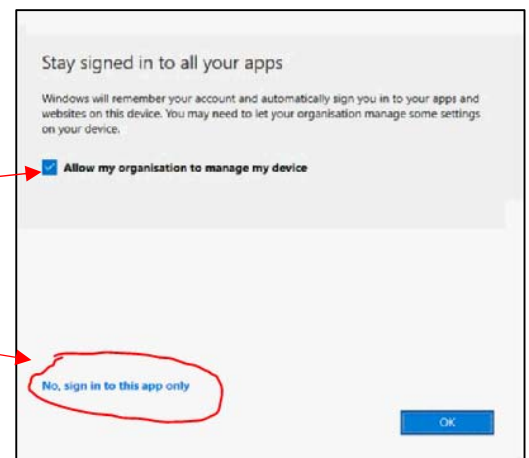 Stay signed in to all your apps
Windows will remember your account and automatically sign you in to your apps and
websites on this device. You may need to let your organisation manage some settings
on your device.
Allow my organisation to manage my device
No, sign in to this app only
OK